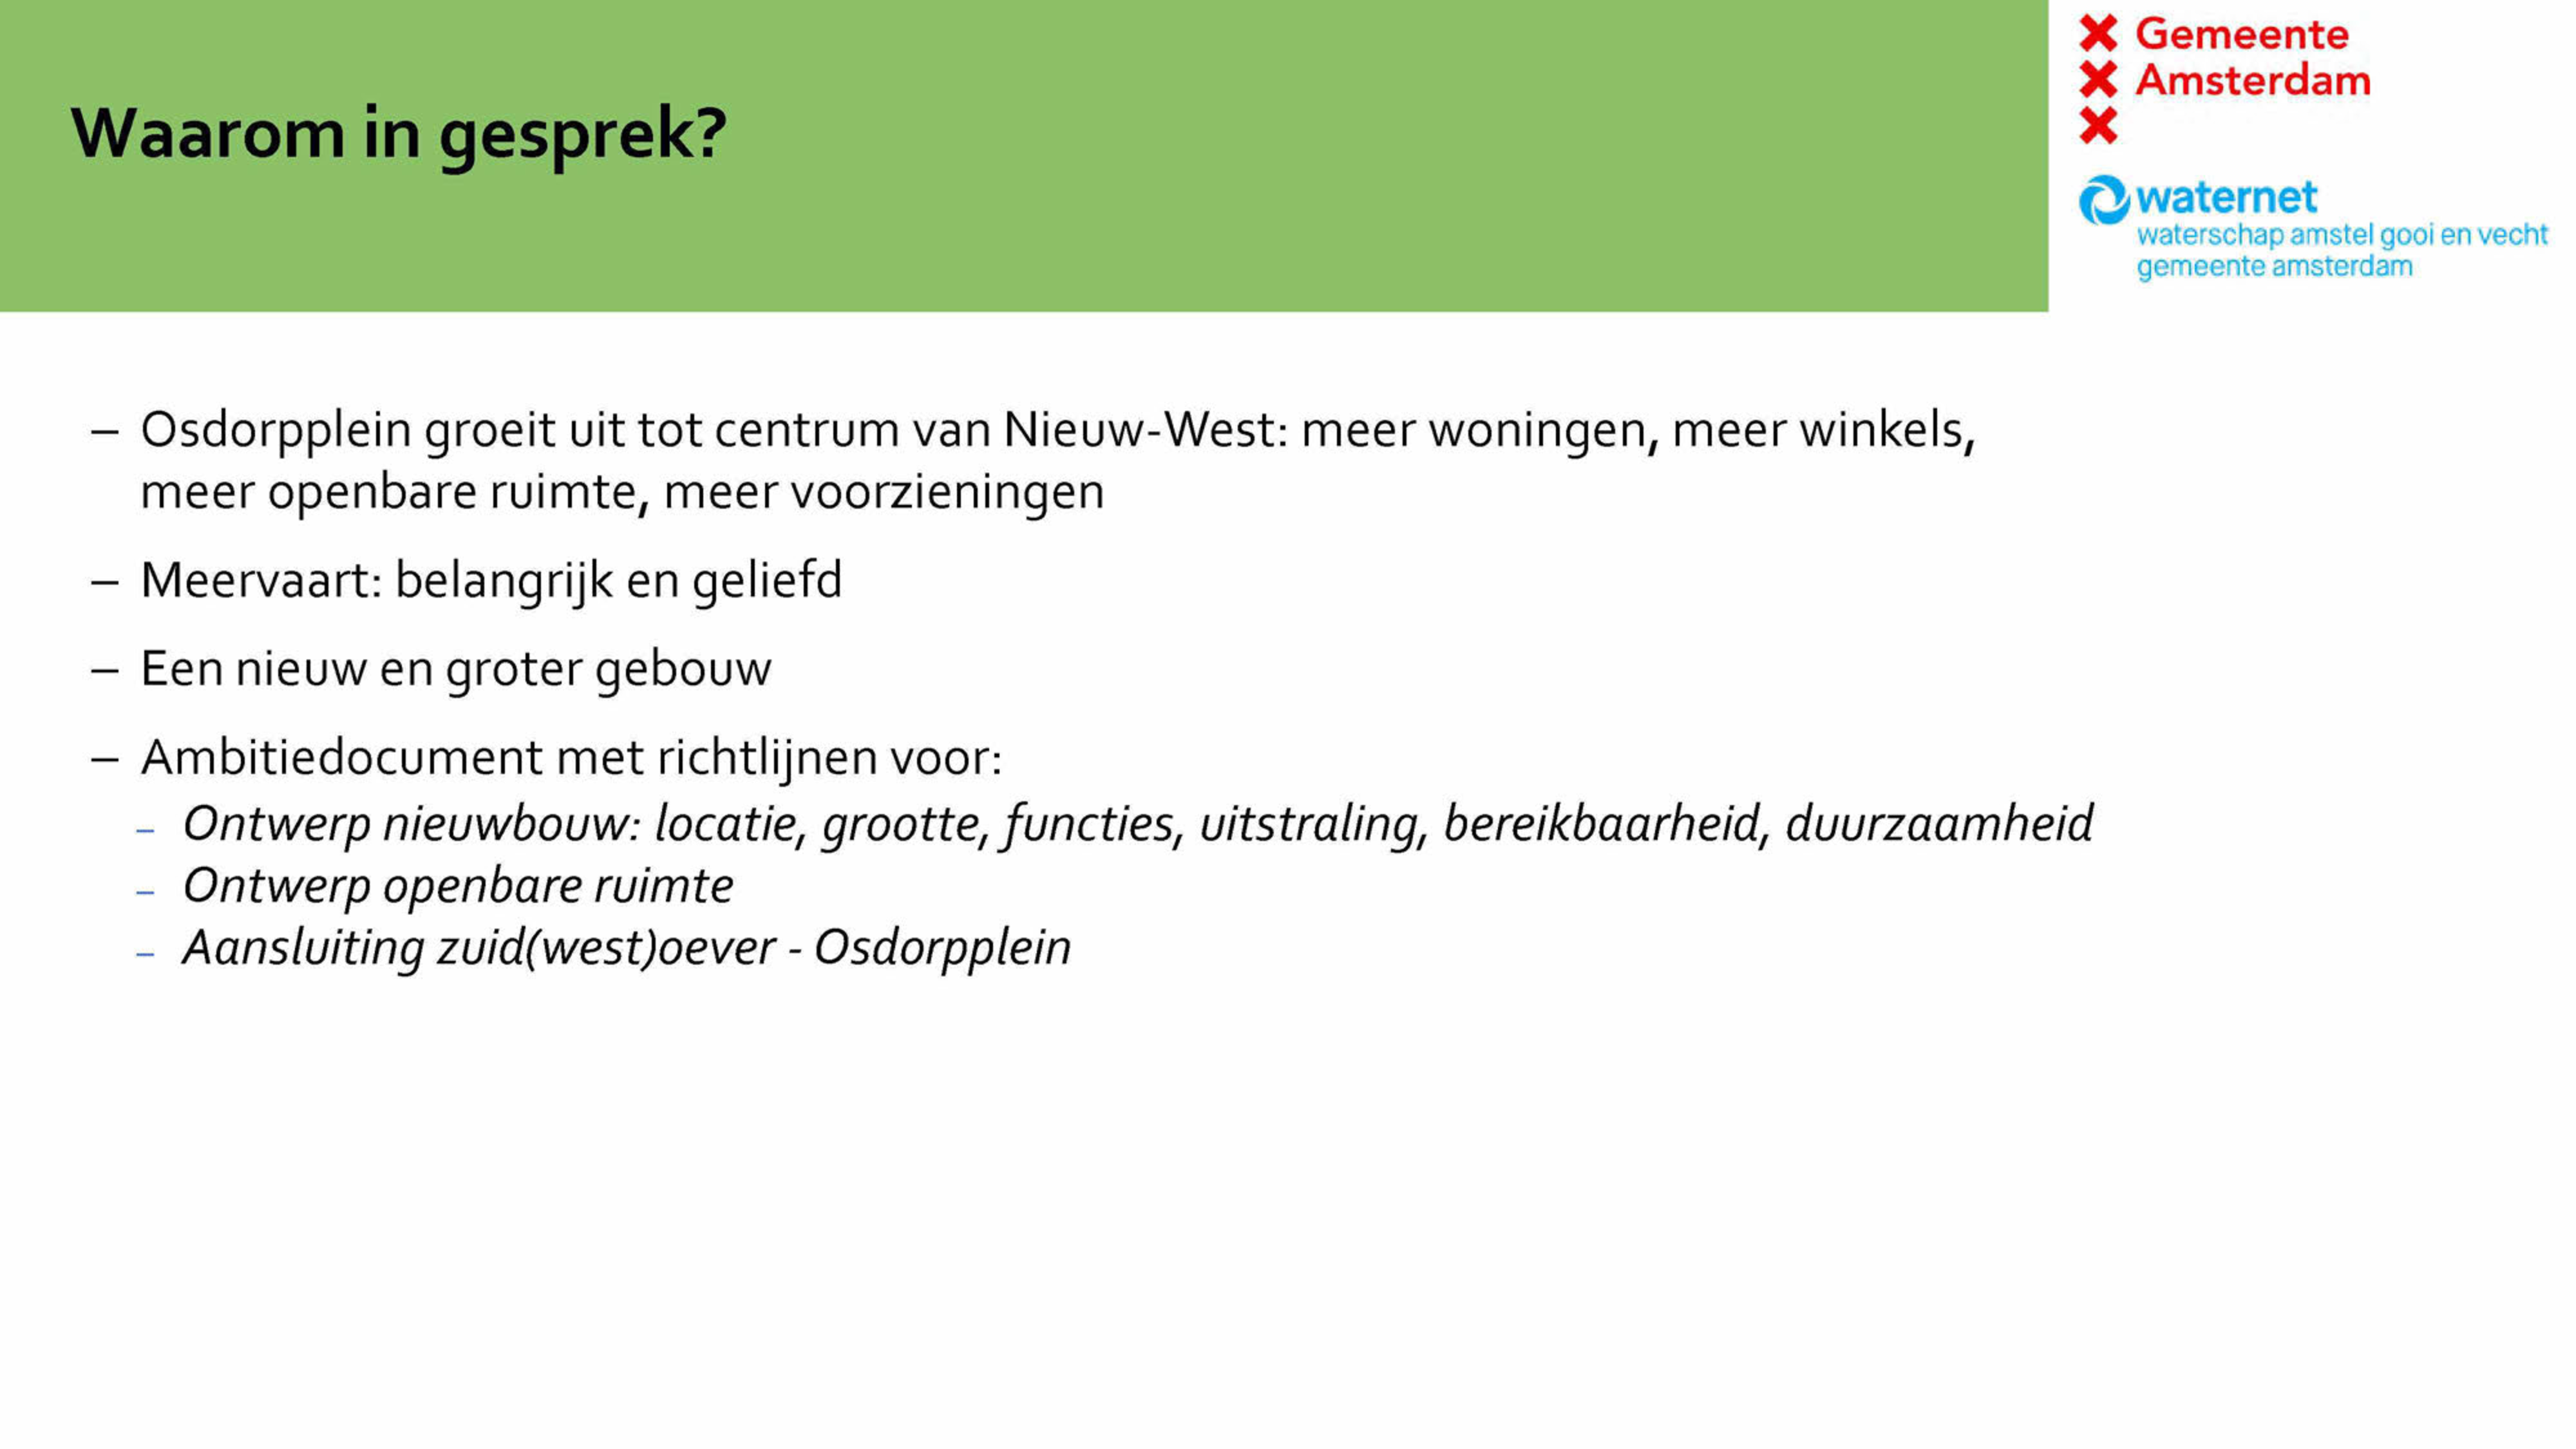 Waarom in gesprek?
Gemeente
Amsterdam
waternet
waterschap amstel gooi en vecht
gemeente amsterdam
– Osdorpplein groeit uit tot centrum van Nieuw-West: meer woningen, meer winkels,
meer openbare ruimte, meer voorzieningen
– Meervaart: belangrijk en geliefd
– Een nieuw en groter gebouw
– Ambitiedocument met richtlijnen voor:
– Ontwerp nieuwbouw: locatie, grootte, functies, uitstraling, bereikbaarheid, duurzaamheid
– Ontwerp openbare ruimte
– Aansluiting zuid(west)oever - Osdorpplein